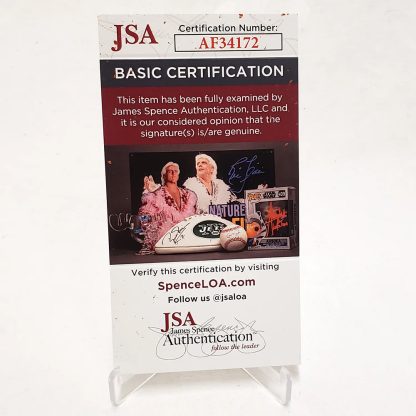 JSA
Certification Number:
AF34172
BASIC CERTIFICATION
This item has been fully examined by
James Spence Authentication, LLC and
it is our considered opinion that the
signature(s) is/are genuine.
NATURE
JETS
Verify this certification by visiting
SpenceLOA.com
Follow us @jsaloa
JSA
James Spence
Authentication
follow the leader